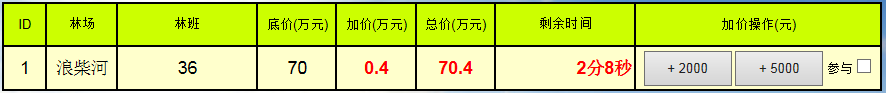 ID 林场 林班 底价(万元) 加价(万元) 总价(万元) 剩余时间 加价操作(元)
1 浪柴河 36 70 0.4 70.4 2分8秒 + 2000 + 5000 参与